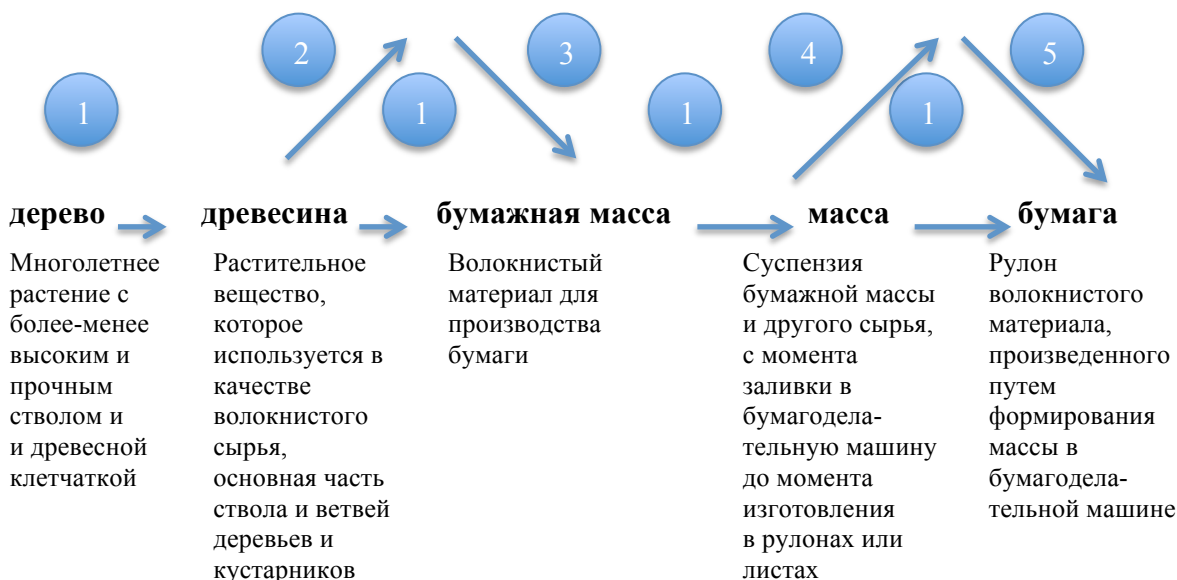 2
3
4
5
1
1
1
1
дерево
древесина
бумажная масса
масса
бумага
Многолетнее
растение с
более-менее
высоким и
прочным
стволом и
и древесной
клетчаткой
Растительное
вещество,
которое
используется в
качестве
волокнистого
сырья,
основная часть
ствола и ветвей
деревьев и
кустарников
Волокнистый
материал для
производства
бумаги
Суспензия
бумажной массы
и другого сырья,
с момента
заливки в
бумагодела-
тельную машину
до момента
изготовления
в рулонах или
листах
Рулон
волокнистого
материала,
произведенного
путем
формирования
массы в
бумагодела-
тельной машине